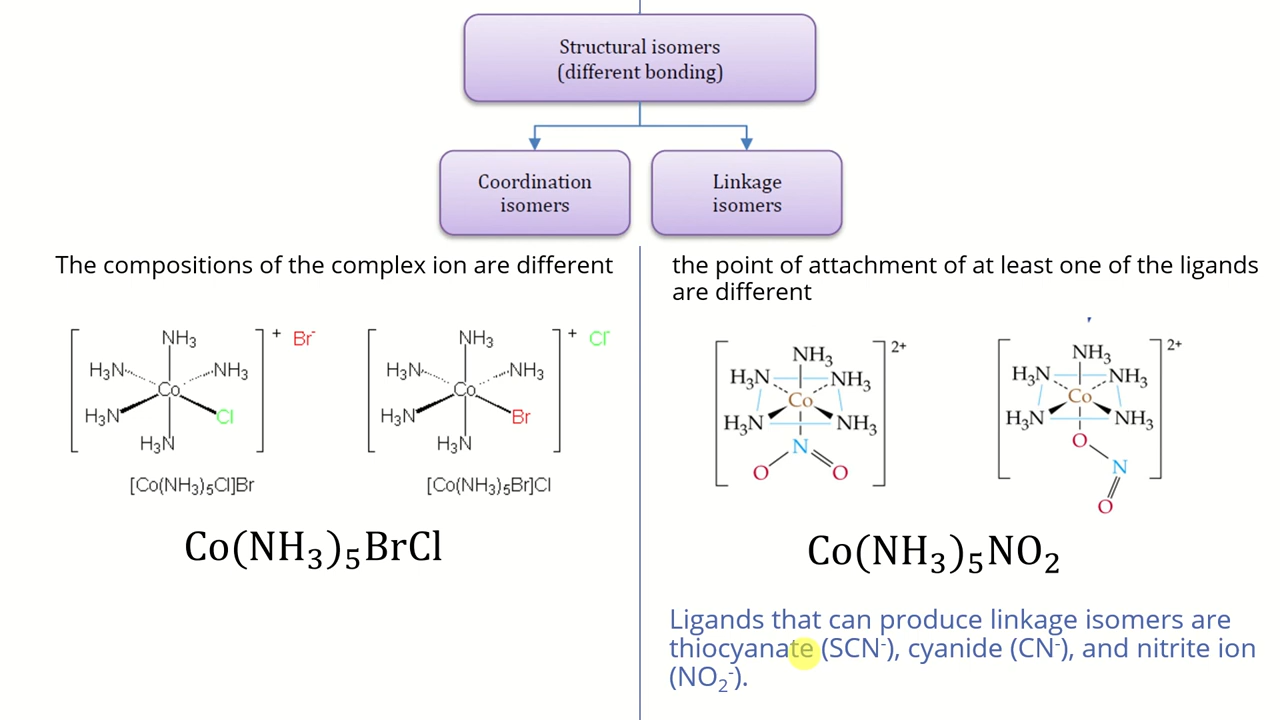 Structural isomers
(different bonding)
Coordination
isomers
Linkage
isomers
The compositions of the complex ion are different
NH₃
H₃N
NH₃
Co
H₃N
Cl
H₃N
+ Br⁻
[Co(NH₃)₅Cl]Br
NH₃
H₃N
NH₃
Co
H₃N
Br
H₃N
+ Cl⁻
[Co(NH₃)₅Br]Cl
Co(NH₃)₅BrCl
the point of attachment of at least one of the ligands
are different
2+
NH₃
H₃N
NH₃
Co
H₃N
NH₃
N
O
O
2+
NH₃
H₃N
NH₃
Co
H₃N
NH₃
O
N
O
Co(NH₃)₅NO₂
Ligands that can produce linkage isomers are
thiocyanate (SCN⁻), cyanide (CN⁻), and nitrite ion
(NO₂⁻).